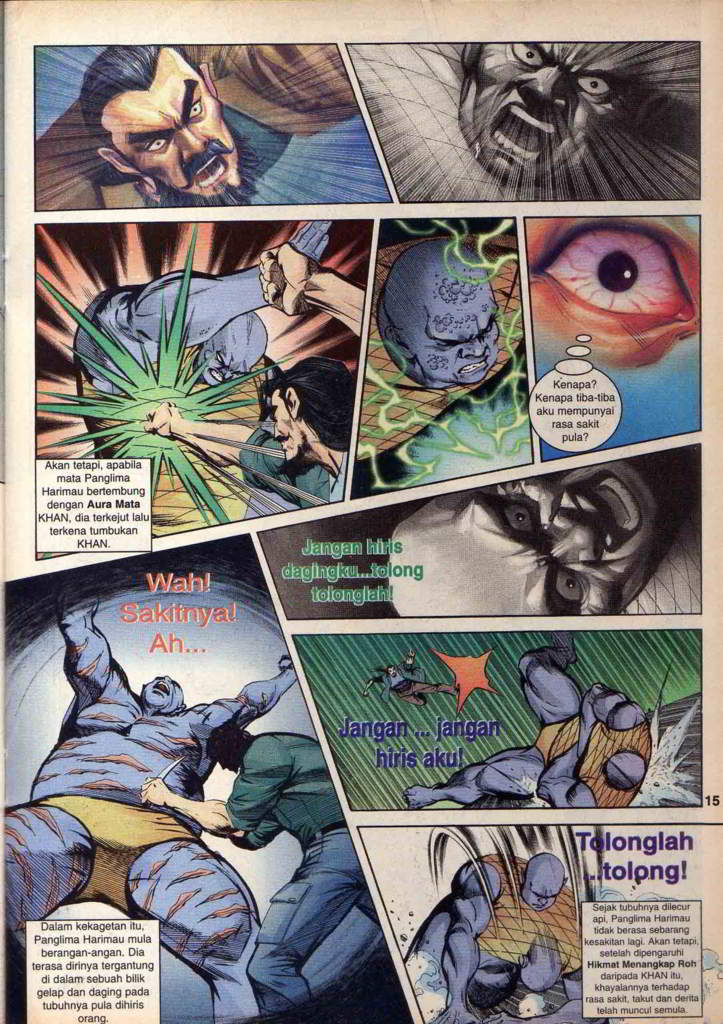 Akan tetapi, apabila
mata Panglima
Harimau bertembung
dengan Aura Mata
KHAN, dia terkejut lalu
terkena tumbukan
KHAN.
Kenapa?
Kenapa tiba-tiba
aku mempunyai
rasa sakit
pula?
Jangan hiris
dagingku...tolong
tolonglah!
Wah!
Sakitnya!
Ah...
Dalam kekagetan itu,
Panglima Harimau mula
berangan-angan. Dia
terasa dirinya tergantung
di dalam sebuah bilik
gelap dan daging pada
tubuhnya pula dihiris
orang.
Jangan ... jangan
hiris aku!
15
Tolonglah
...tolong!
Sejak tubuhnya dilecur
api, Panglima Harimau
tidak berasa sebarang
kesakitan lagi. Akan tetapi,
setelah dipengaruhi
Hikmat Menangkap Roh
daripada KHAN itu,
khayalannya terhadap
rasa sakit, takut dan derita
telah muncul semula.